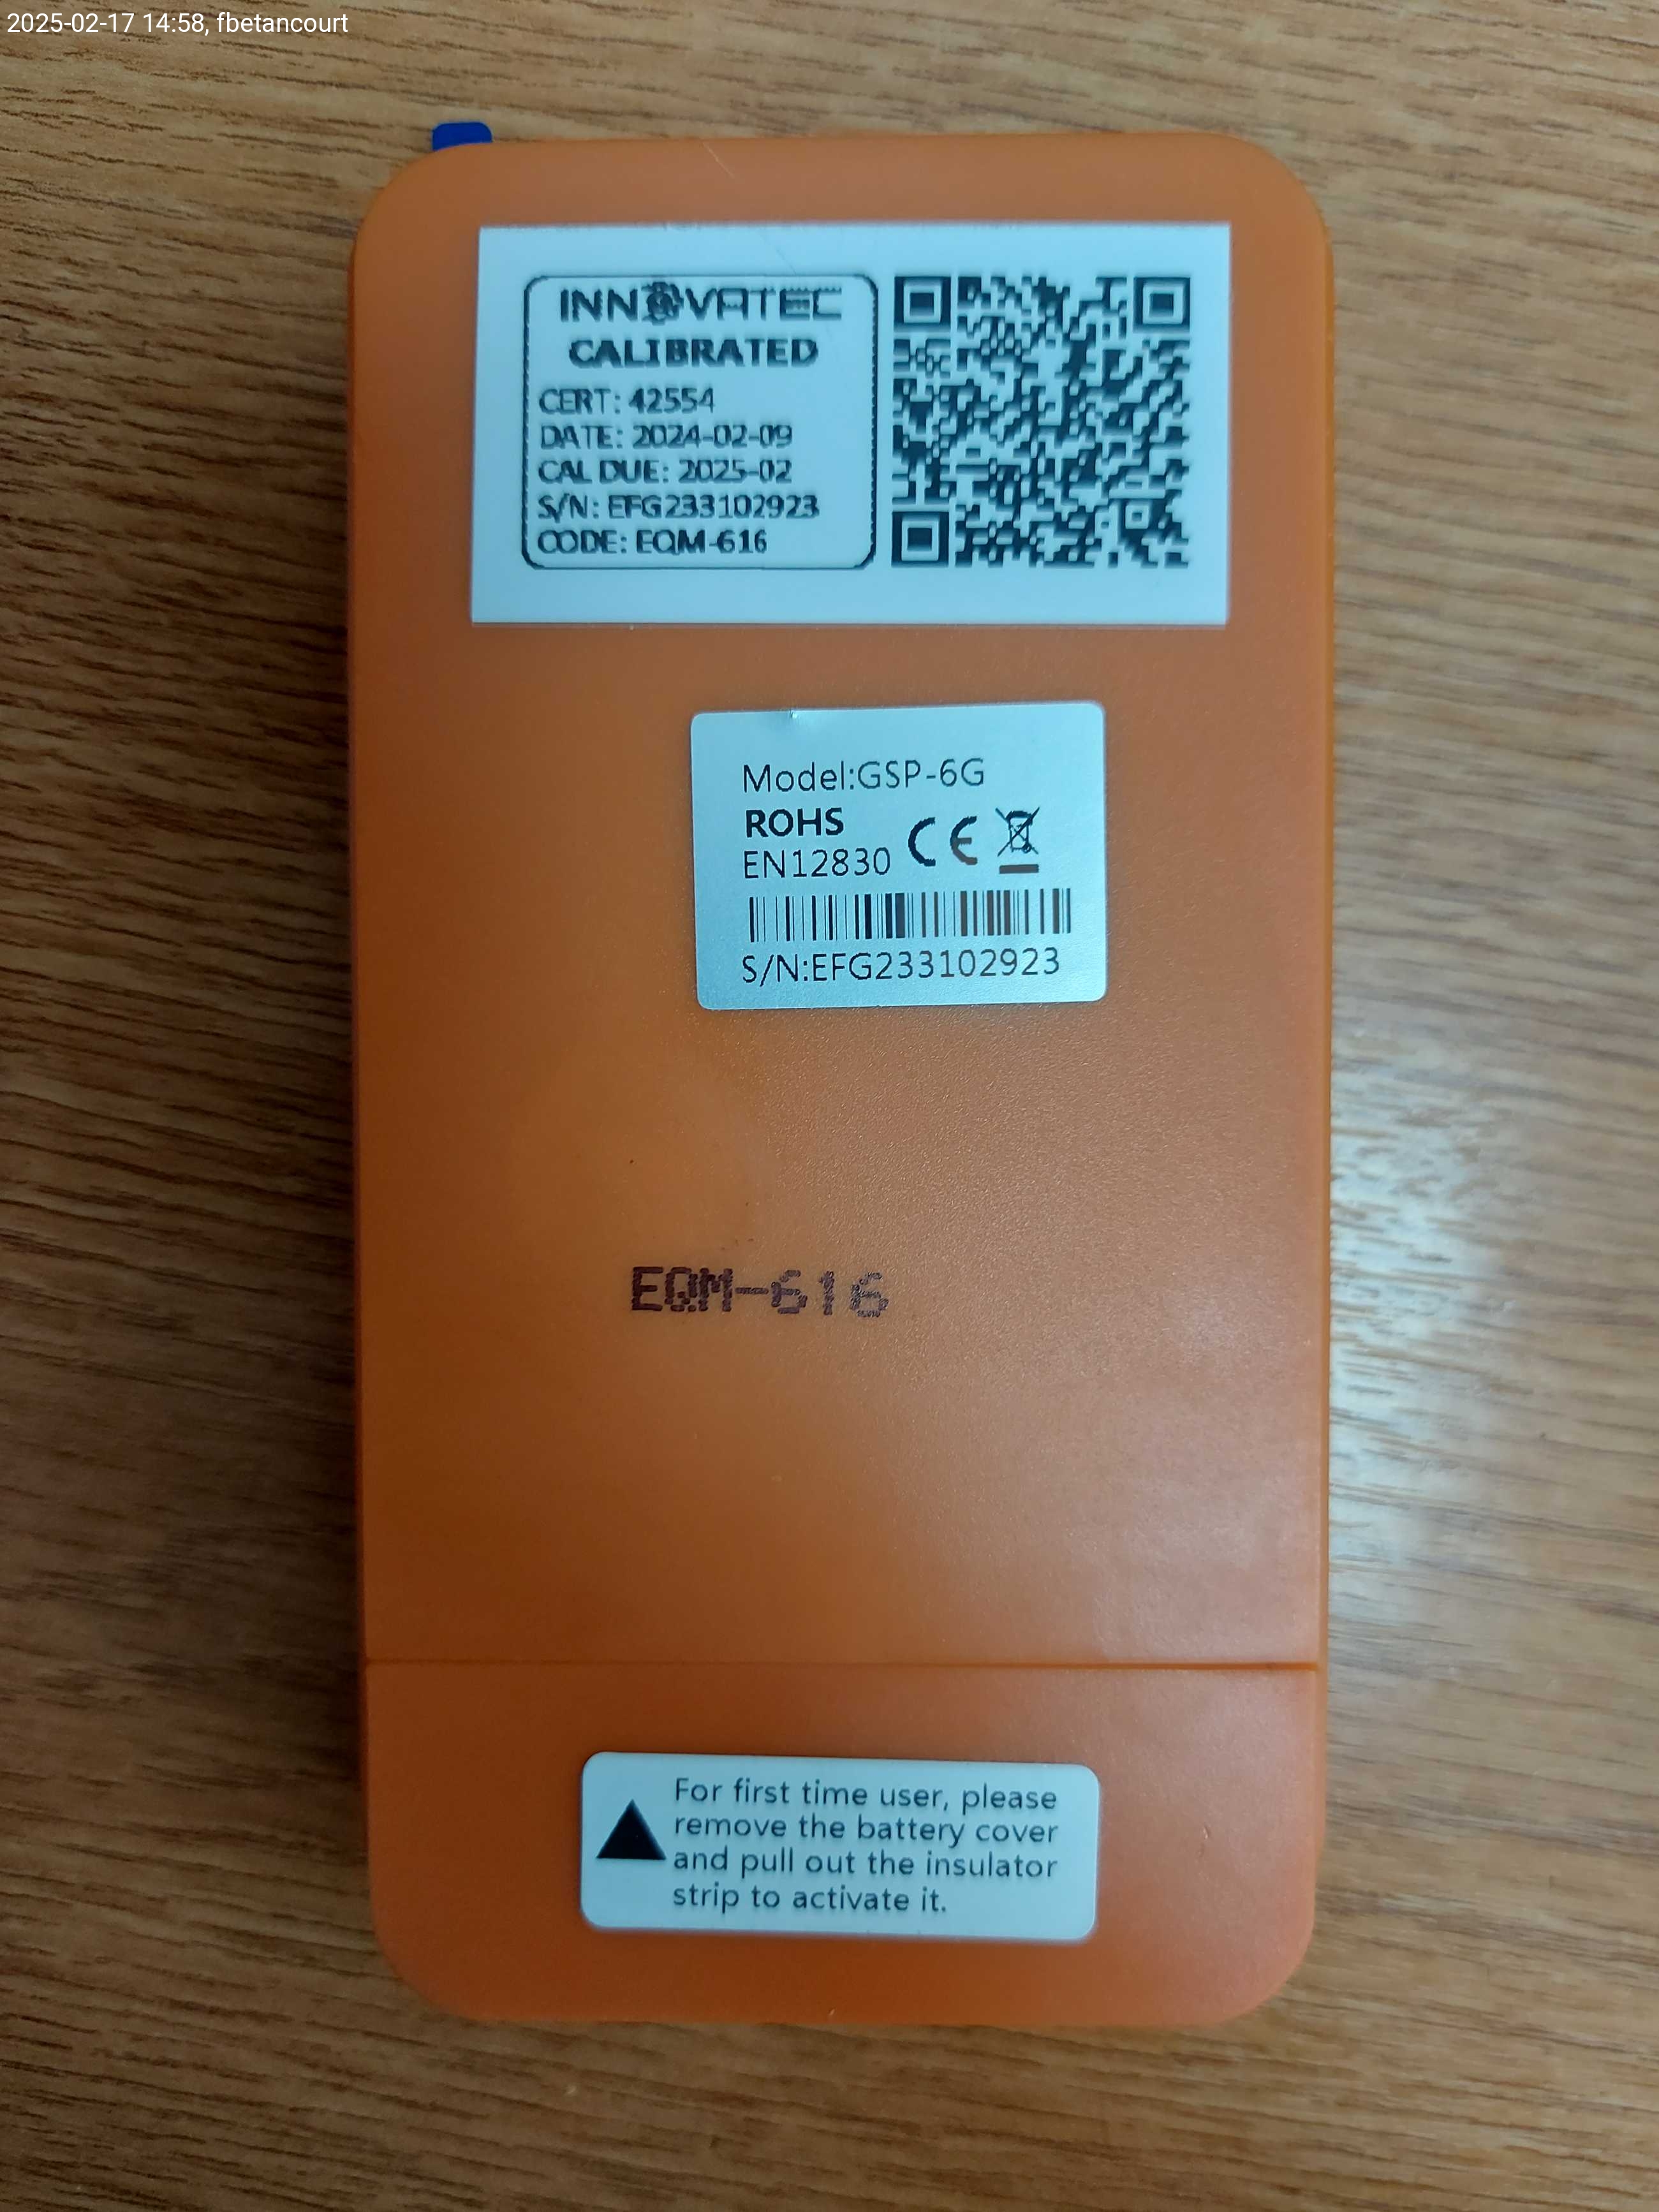 2025-02-17 14:58, fbetancourt
INNOVATEC
CALIBRATED
CERT: 42554
DATE: 2024-02-09
CAL DUE: 2025-02
S/N: EFG233102923
CODE: EQM-616
Model:GSP-6G
ROHS
EN12830 CE
S/N:EFG233102923
EQM-616
For first time user, please
remove the battery cover
and pull out the insulator
strip to activate it.